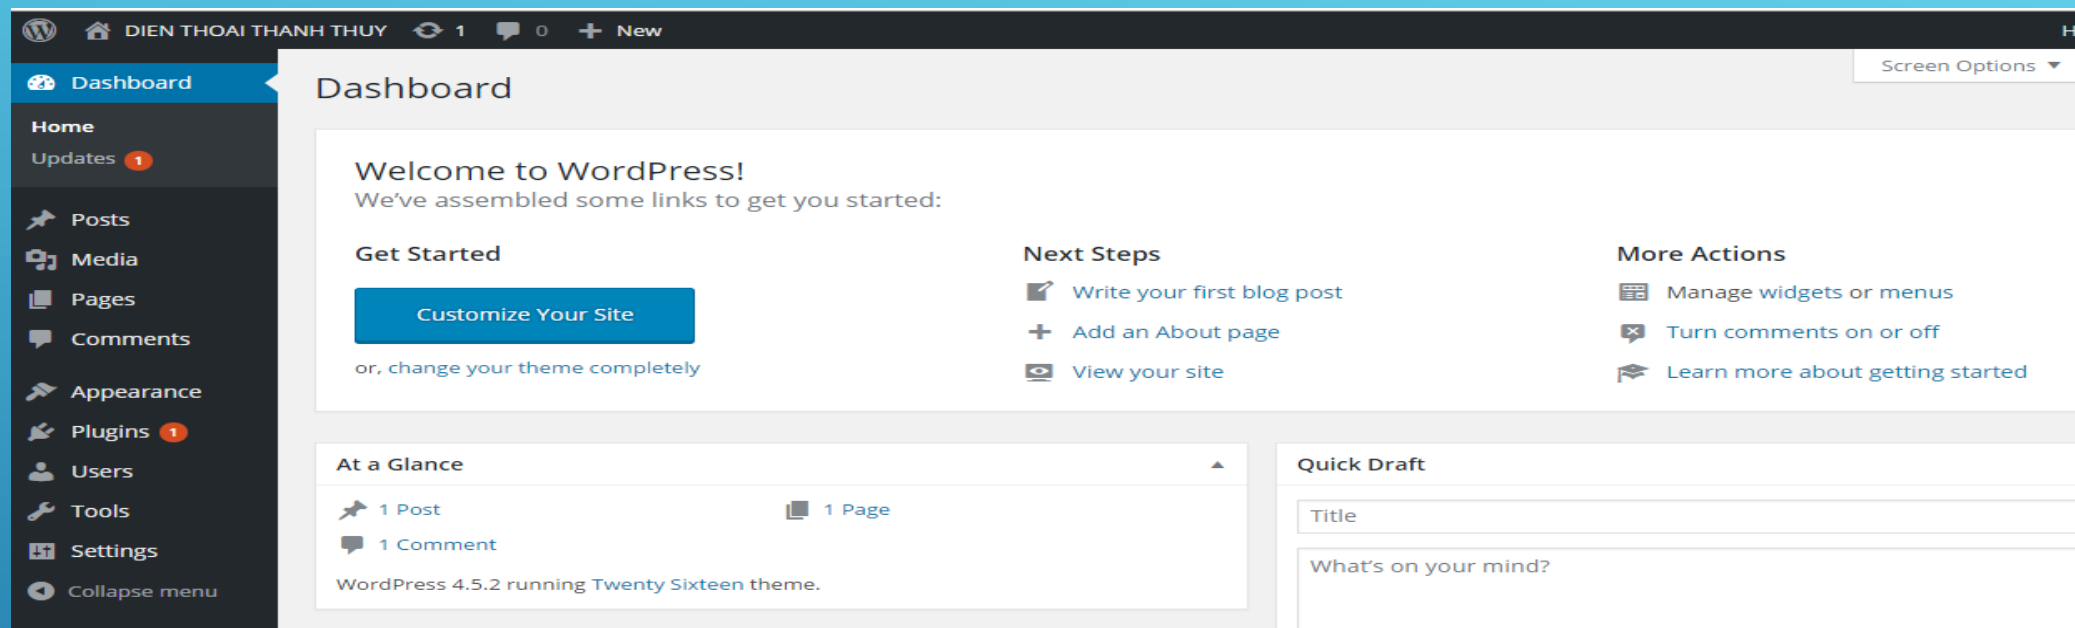 DIEN THOAI THANH THUY 1 0 New H
Screen Options
Dashboard
Home
Updates 1
Posts
Media
Pages
Comments
Appearance
Plugins 1
Users
Tools
Settings
Collapse menu
Dashboard
Welcome to WordPress!
We've assembled some links to get you started:
Get Started
Customize Your Site
or, change your theme completely
Next Steps
Write your first blog post
Add an About page
View your site
More Actions
Manage widgets or menus
Turn comments on or off
Learn more about getting started
At a Glance
1 Post
1 Page
1 Comment
WordPress 4.5.2 running Twenty Sixteen theme.
Quick Draft
Title
What's on your mind?